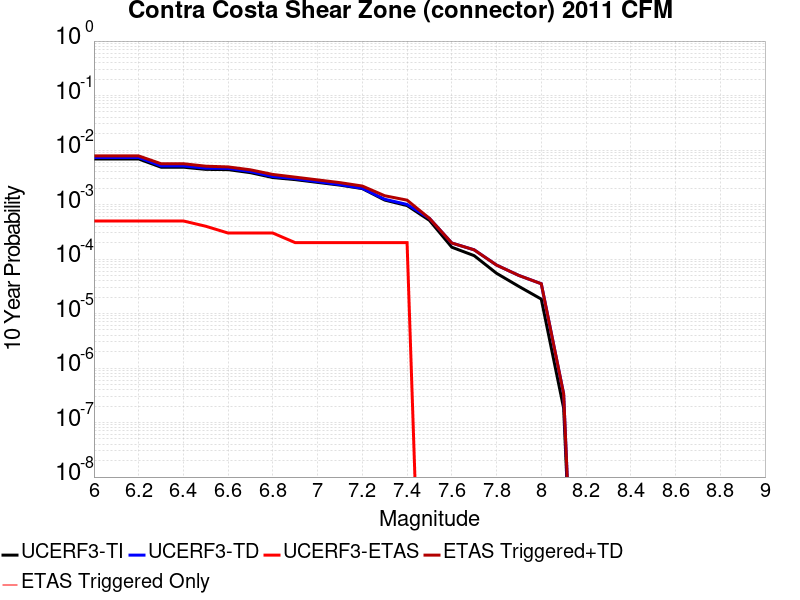 Contra Costa Shear Zone (connector) 2011 CFM
10 0
10 -1
10 -2
10 -3
10 -4
10 -5
10 -6
10 -7
10 -8
10 Year Probability
6 6.2 6.4 6.6 6.8 7 7.2 7.4 7.6 7.8 8 8.2 8.4 8.6 8.8 9
Magnitude
UCERF3-TI UCERF3-TD UCERF3-ETAS ETAS Triggered+TD
ETAS Triggered Only